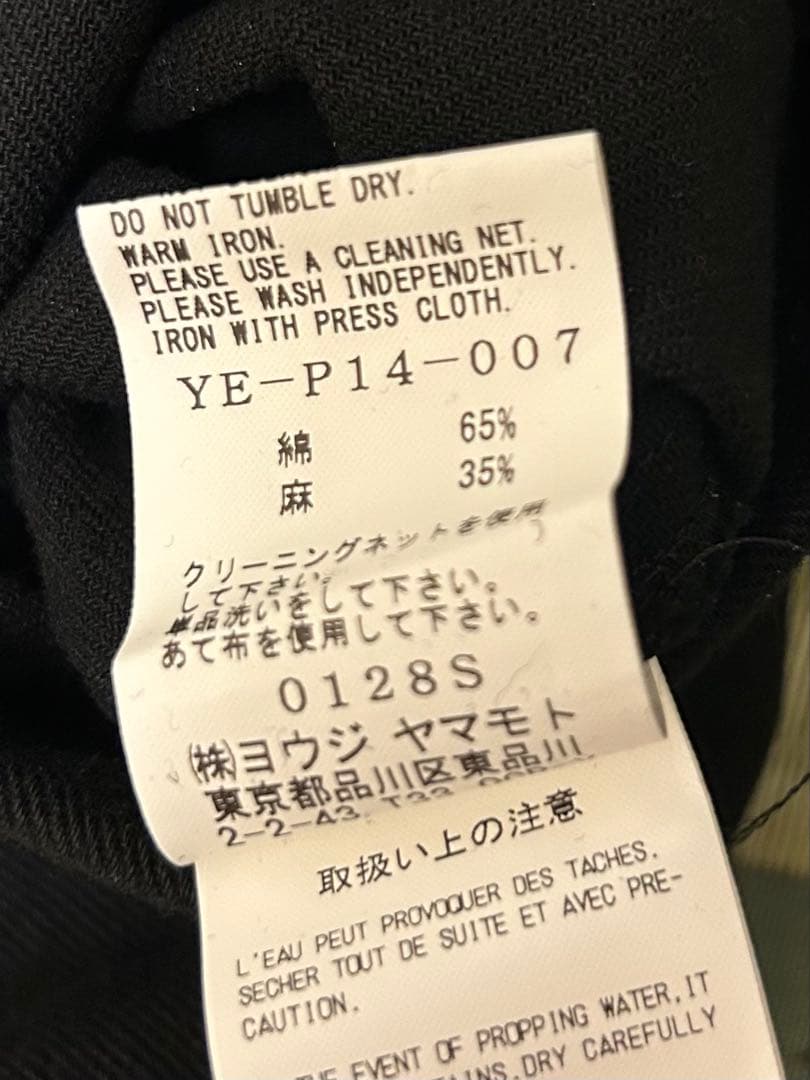 DO NOT TUMBLE DRY.
WARM IRON.
PLEASE USE A CLEANING NET.
PLEASE WASH INDEPENDENTLY.
IRON WITH PRESS CLOTH.
YE-P14-007
綿 65%
麻 35%
クリーニングネットを使用
して下さい。
単品洗いをして下さい。
あて布を使用して下さい。
0128S
㈱ヨウジ ヤマモト
東京都品川区東品川
2-2-43
取扱い上の注意
L'EAU PEUT PROVOQUER DES TACHES.
SECHER TOUT DE SUITE ET AVEC PRE-
CAUTION.
EVENT OF PROPPING WATER,IT
DRY CAREFULLY